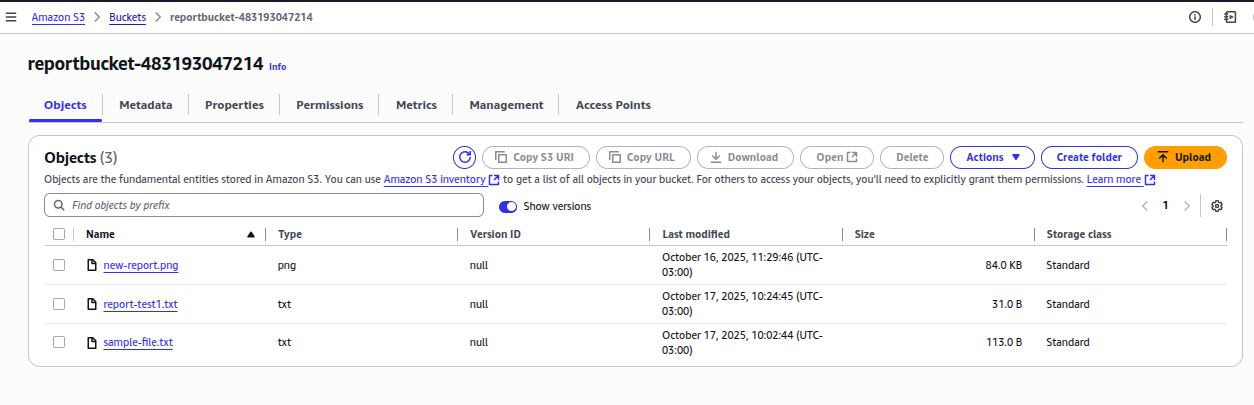 Amazon S3 > Buckets > reportbucket-483193047214
reportbucket-483193047214 Info
Objects Metadata Properties Permissions Metrics Management Access Points
Objects (3) Copy S3 URI Copy URL Download Open Delete Actions Create folder Upload
Objects are the fundamental entities stored in Amazon S3. You can use Amazon S3 inventory to get a list of all objects in your bucket. For others to access your objects, you'll need to explicitly grant them permissions. Learn more
Find objects by prefix Show versions 1
Name Type Version ID Last modified Size Storage class
new-report.png png null October 16, 2025, 11:29:46 (UTC-
03:00) 84.0 KB Standard
report-test1.txt txt null October 17, 2025, 10:24:45 (UTC-
03:00) 31.0 B Standard
sample-file.txt txt null October 17, 2025, 10:02:44 (UTC-
03:00) 113.0 B Standard